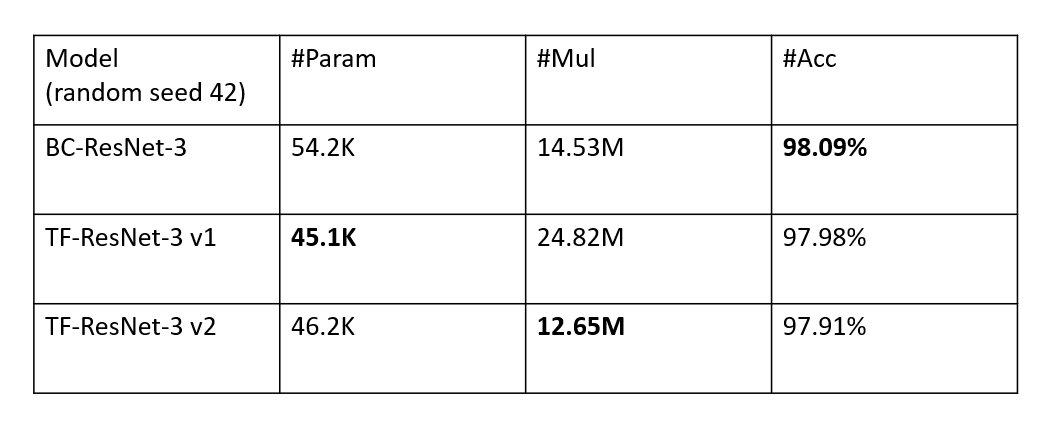 Model #Param #Mul #Acc
(random seed 42)
BC-ResNet-3 54.2K 14.53M 98.09%
TF-ResNet-3 v1 45.1K 24.82M 97.98%
TF-ResNet-3 v2 46.2K 12.65M 97.91%